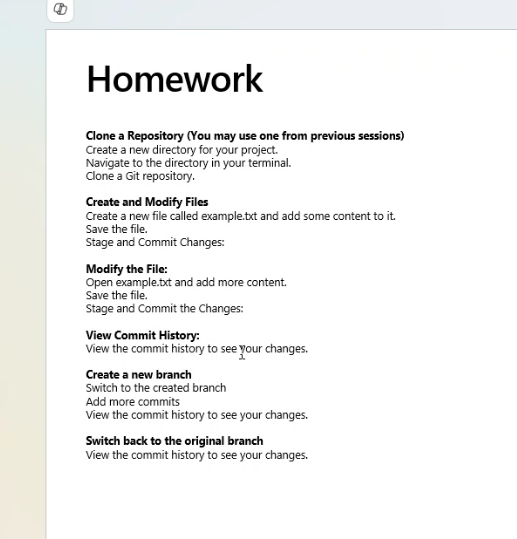 Homework
Clone a Repository (You may use one from previous sessions)
Create a new directory for your project.
Navigate to the directory in your terminal.
Clone a Git repository.
Create and Modify Files
Create a new file called example.txt and add some content to it.
Save the file.
Stage and Commit Changes:
Modify the File:
Open example.txt and add more content.
Save the file.
Stage and Commit the Changes:
View Commit History:
View the commit history to see your changes.
Create a new branch
Switch to the created branch
Add more commits
View the commit history to see your changes.
Switch back to the original branch
View the commit history to see your changes.